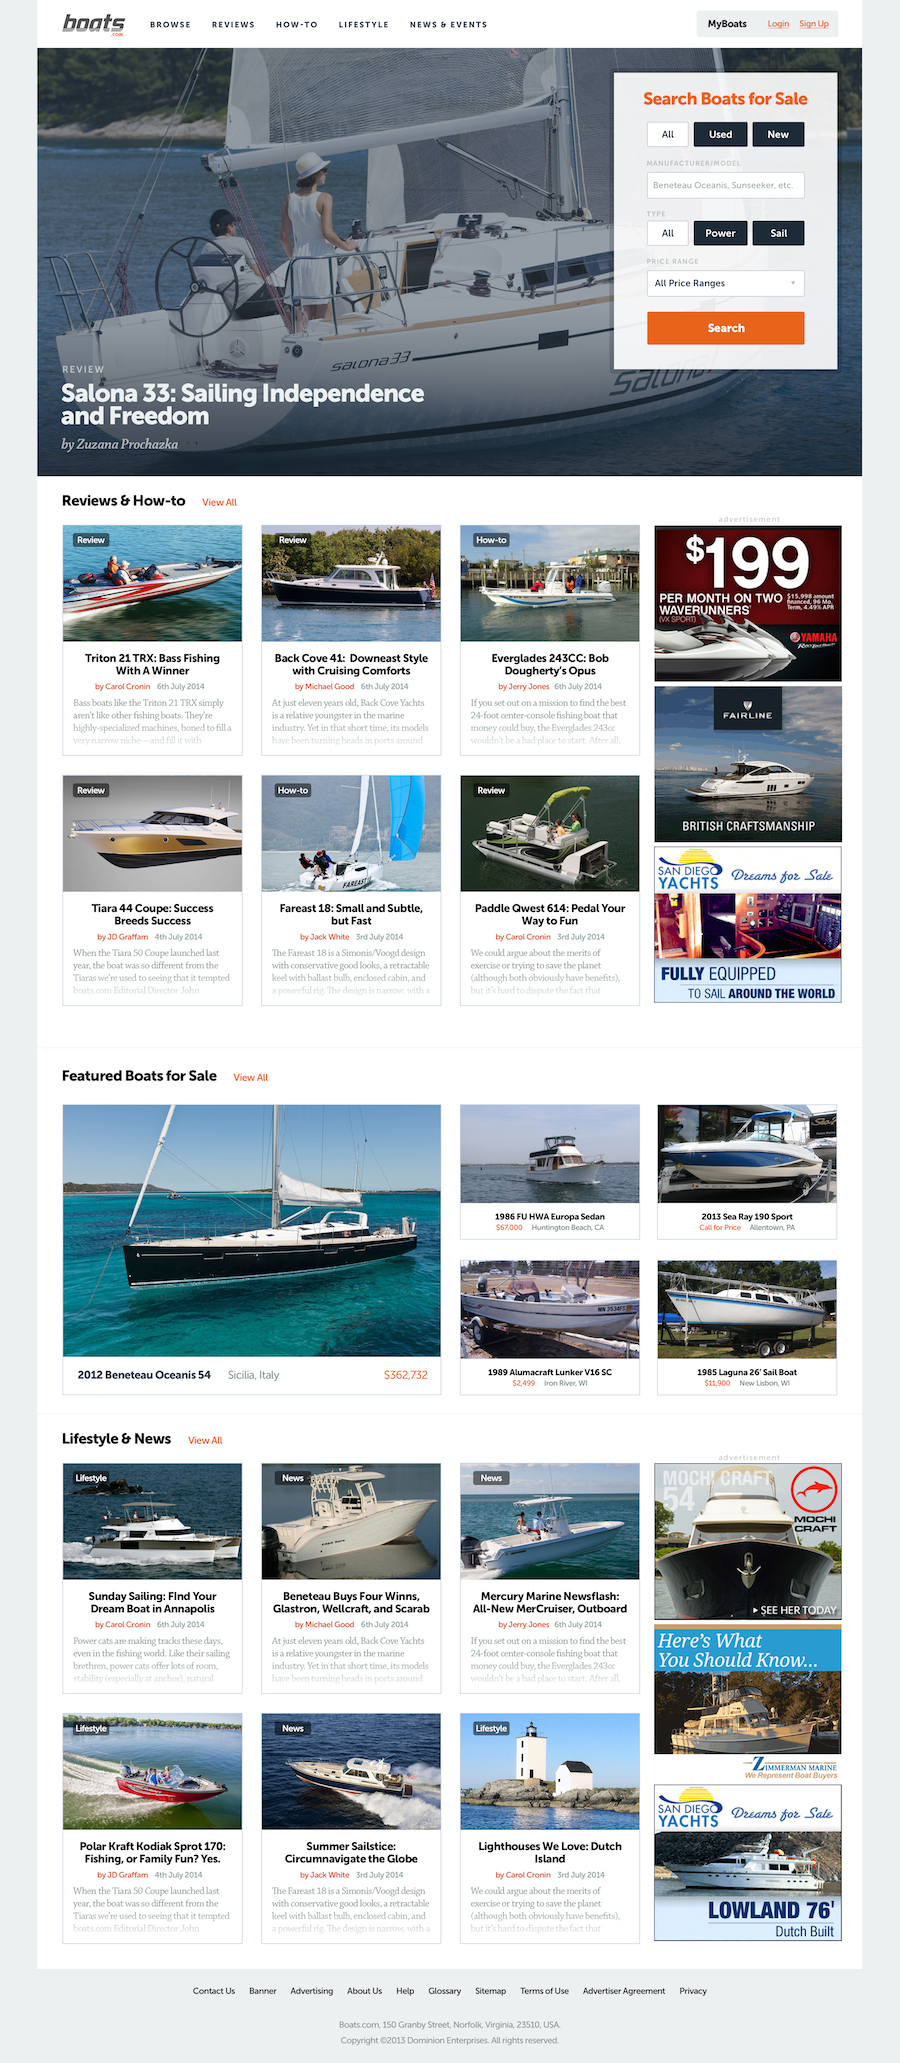 boats
.com
BROWSE REVIEWS HOW-TO LIFESTYLE NEWS & EVENTS
MyBoats Login Sign Up
Search Boats for Sale
All Used New
MANUFACTURER/MODEL
Beneteau Oceanis, Sunseeker, etc.
TYPE
All Power Sail
PRICE RANGE
All Price Ranges
Search
salona 33
salona
REVIEW
Salona 33: Sailing Independence
and Freedom
by Zuzana Prochazka
Reviews & How-to View All
Review
Triton 21 TRX: Bass Fishing
With A Winner
by Carol Cronin 6th July 2014
Bass boats like the Triton 21 TRX simply
aren't like other fishing boats. They're
highly-specialized machines, honed to fill a
very narrow niche—and fill it with
Review
Back Cove 41: Downeast Style
with Cruising Comforts
by Michael Good 6th July 2014
At just eleven years old, Back Cove Yachts
is a relative youngster in the marine
industry. Yet in that short time, its models
have been turning heads in ports around
How-to
Everglades 243CC: Bob
Dougherty's Opus
by Jerry Jones 6th July 2014
If you set out on a mission to find the best
24-foot center-console fishing boat that
money could buy, the Everglades 243cc
wouldn't be a bad place to start. After all,
advertisement
$199
PER MONTH ON TWO
WAVERUNNERS'
(VX SPORT)
$15,998 amount
financed, 96 Mo.
Term, 4.49% APR
YAMAHA
FAIRLINE
BRITISH CRAFTSMANSHIP
SAN DIEGO
YACHTS
Dreams for Sale
FULLY EQUIPPED
TO SAIL AROUND THE WORLD
Review
Tiara 44 Coupe: Success
Breeds Success
by JD Graffam 4th July 2014
When the Tiara 50 Coupe launched last
year, the boat was so different from the
Tiaras we're used to seeing that it tempted
boats.com Editorial Director John
How-to
FAREAST
Fareast 18: Small and Subtle,
but Fast
by Jack White 3rd July 2014
The Fareast 18 is a Simonis/Voogd design
with conservative good looks, a retractable
keel with ballast bulb, enclosed cabin, and
a powerful rig. The design is narrow, with a
Review
Paddle Qwest 614: Pedal Your
Way to Fun
by Carol Cronin 3rd July 2014
We could argue about the merits of
exercise or trying to save the planet
(although both obviously have benefits),
but it's hard to dispute the fact that
Featured Boats for Sale View All
2012 Beneteau Oceanis 54 Sicilia, Italy $362,732
1986 FU HWA Europa Sedan
$67,000 Huntington Beach, CA
2013 Sea Ray 190 Sport
Call for Price Allentown, PA
1989 Alumacraft Lunker V16 SC
$2,499 Iron River, WI
1985 Laguna 26' Sail Boat
$11,900 New Lisbon, WI
Lifestyle & News View All
Lifestyle
Sunday Sailing: FInd Your
Dream Boat in Annapolis
by Carol Cronin 6th July 2014
Power cats are making tracks these days,
even in the fishing world. Like their sailing
brethren, power cats offer lots of room,
stability (especially at anchor), natural
News
Beneteau Buys Four Winns,
Glastron, Wellcraft, and Scarab
by Michael Good 6th July 2014
At just eleven years old, Back Cove Yachts
is a relative youngster in the marine
industry. Yet in that short time, its models
have been turning heads in ports around
News
Mercury Marine Newsflash:
All-New MerCruiser, Outboard
by Jerry Jones 6th July 2014
If you set out on a mission to find the best
24-foot center-console fishing boat that
money could buy, the Everglades 243cc
wouldn't be a bad place to start. After all,
advertisement
MOCHI CRAFT
54
MOCHI
CRAFT
SEE HER TODAY
Here's What
You Should Know...
ZIMMERMAN MARINE
We Represent Boat Buyers
SAN DIEGO
YACHTS
Dreams for Sale
LOWLAND 76'
Dutch Built
Lifestyle
Polar Kraft Kodiak Sprot 170:
Fishing, or Family Fun? Yes.
by JD Graffam 4th July 2014
When the Tiara 50 Coupe launched last
year, the boat was so different from the
Tiaras we're used to seeing that it tempted
boats.com Editorial Director John
News
Summer Sailstice:
Circumnavigate the Globe
by Jack White 3rd July 2014
The Fareast 18 is a Simonis/Voogd design
with conservative good looks, a retractable
keel with ballast bulb, enclosed cabin, and
a powerful rig. The design is narrow, with a
Lifestyle
Lighthouses We Love: Dutch
Island
by Carol Cronin 3rd July 2014
We could argue about the merits of
exercise or trying to save the planet
(although both obviously have benefits),
but it's hard to dispute the fact that
Contact Us Banner Advertising About Us Help Glossary Sitemap Terms of Use Advertiser Agreement Privacy
Boats.com, 150 Granby Street, Norfolk, Virginia, 23510, USA.
Copyright ©2013 Dominion Enterprises. All rights reserved.